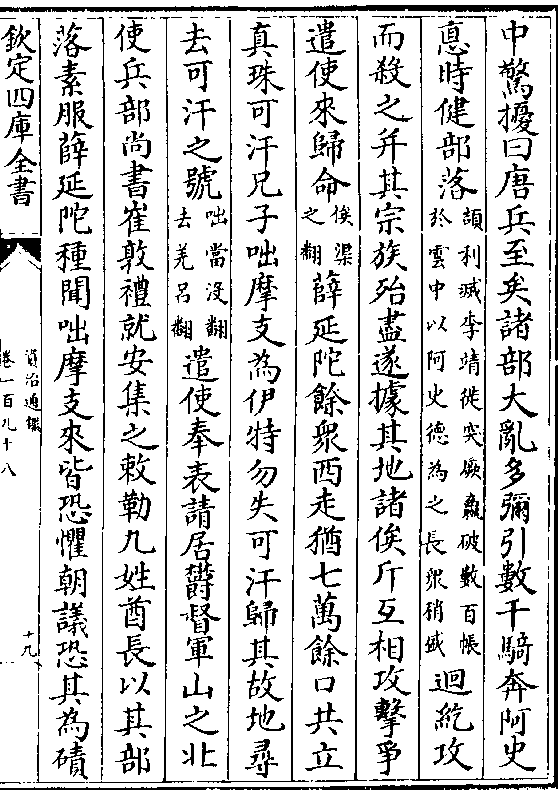 中驚擾曰唐兵至矣諸部大亂多彌引數千騎奔阿史
悳時健部落頡利滅李靖徙突厥羸破數百帳於雲中以阿史德為之長衆稍盛迴紇攻
而殺之并其宗族殆盡遂據其地諸俟斤互相攻擊爭
遣使來歸命俟渠之翻薛延陀餘衆西走猶七萬餘口共立
真珠可汗兄子咄摩支為伊特勿失可汗歸其故地尋
去可汗之號咄當沒翻去羌呂翻遣使奉表請居鬱督軍山之北
使兵部尚書崔敦禮就安集之敕勒九姓酋長以其部
落素服薛延陀種聞咄摩支來皆恐懼朝議恐其為磧
欽定四庫全書
資治通鑑
卷一百九十八
十九